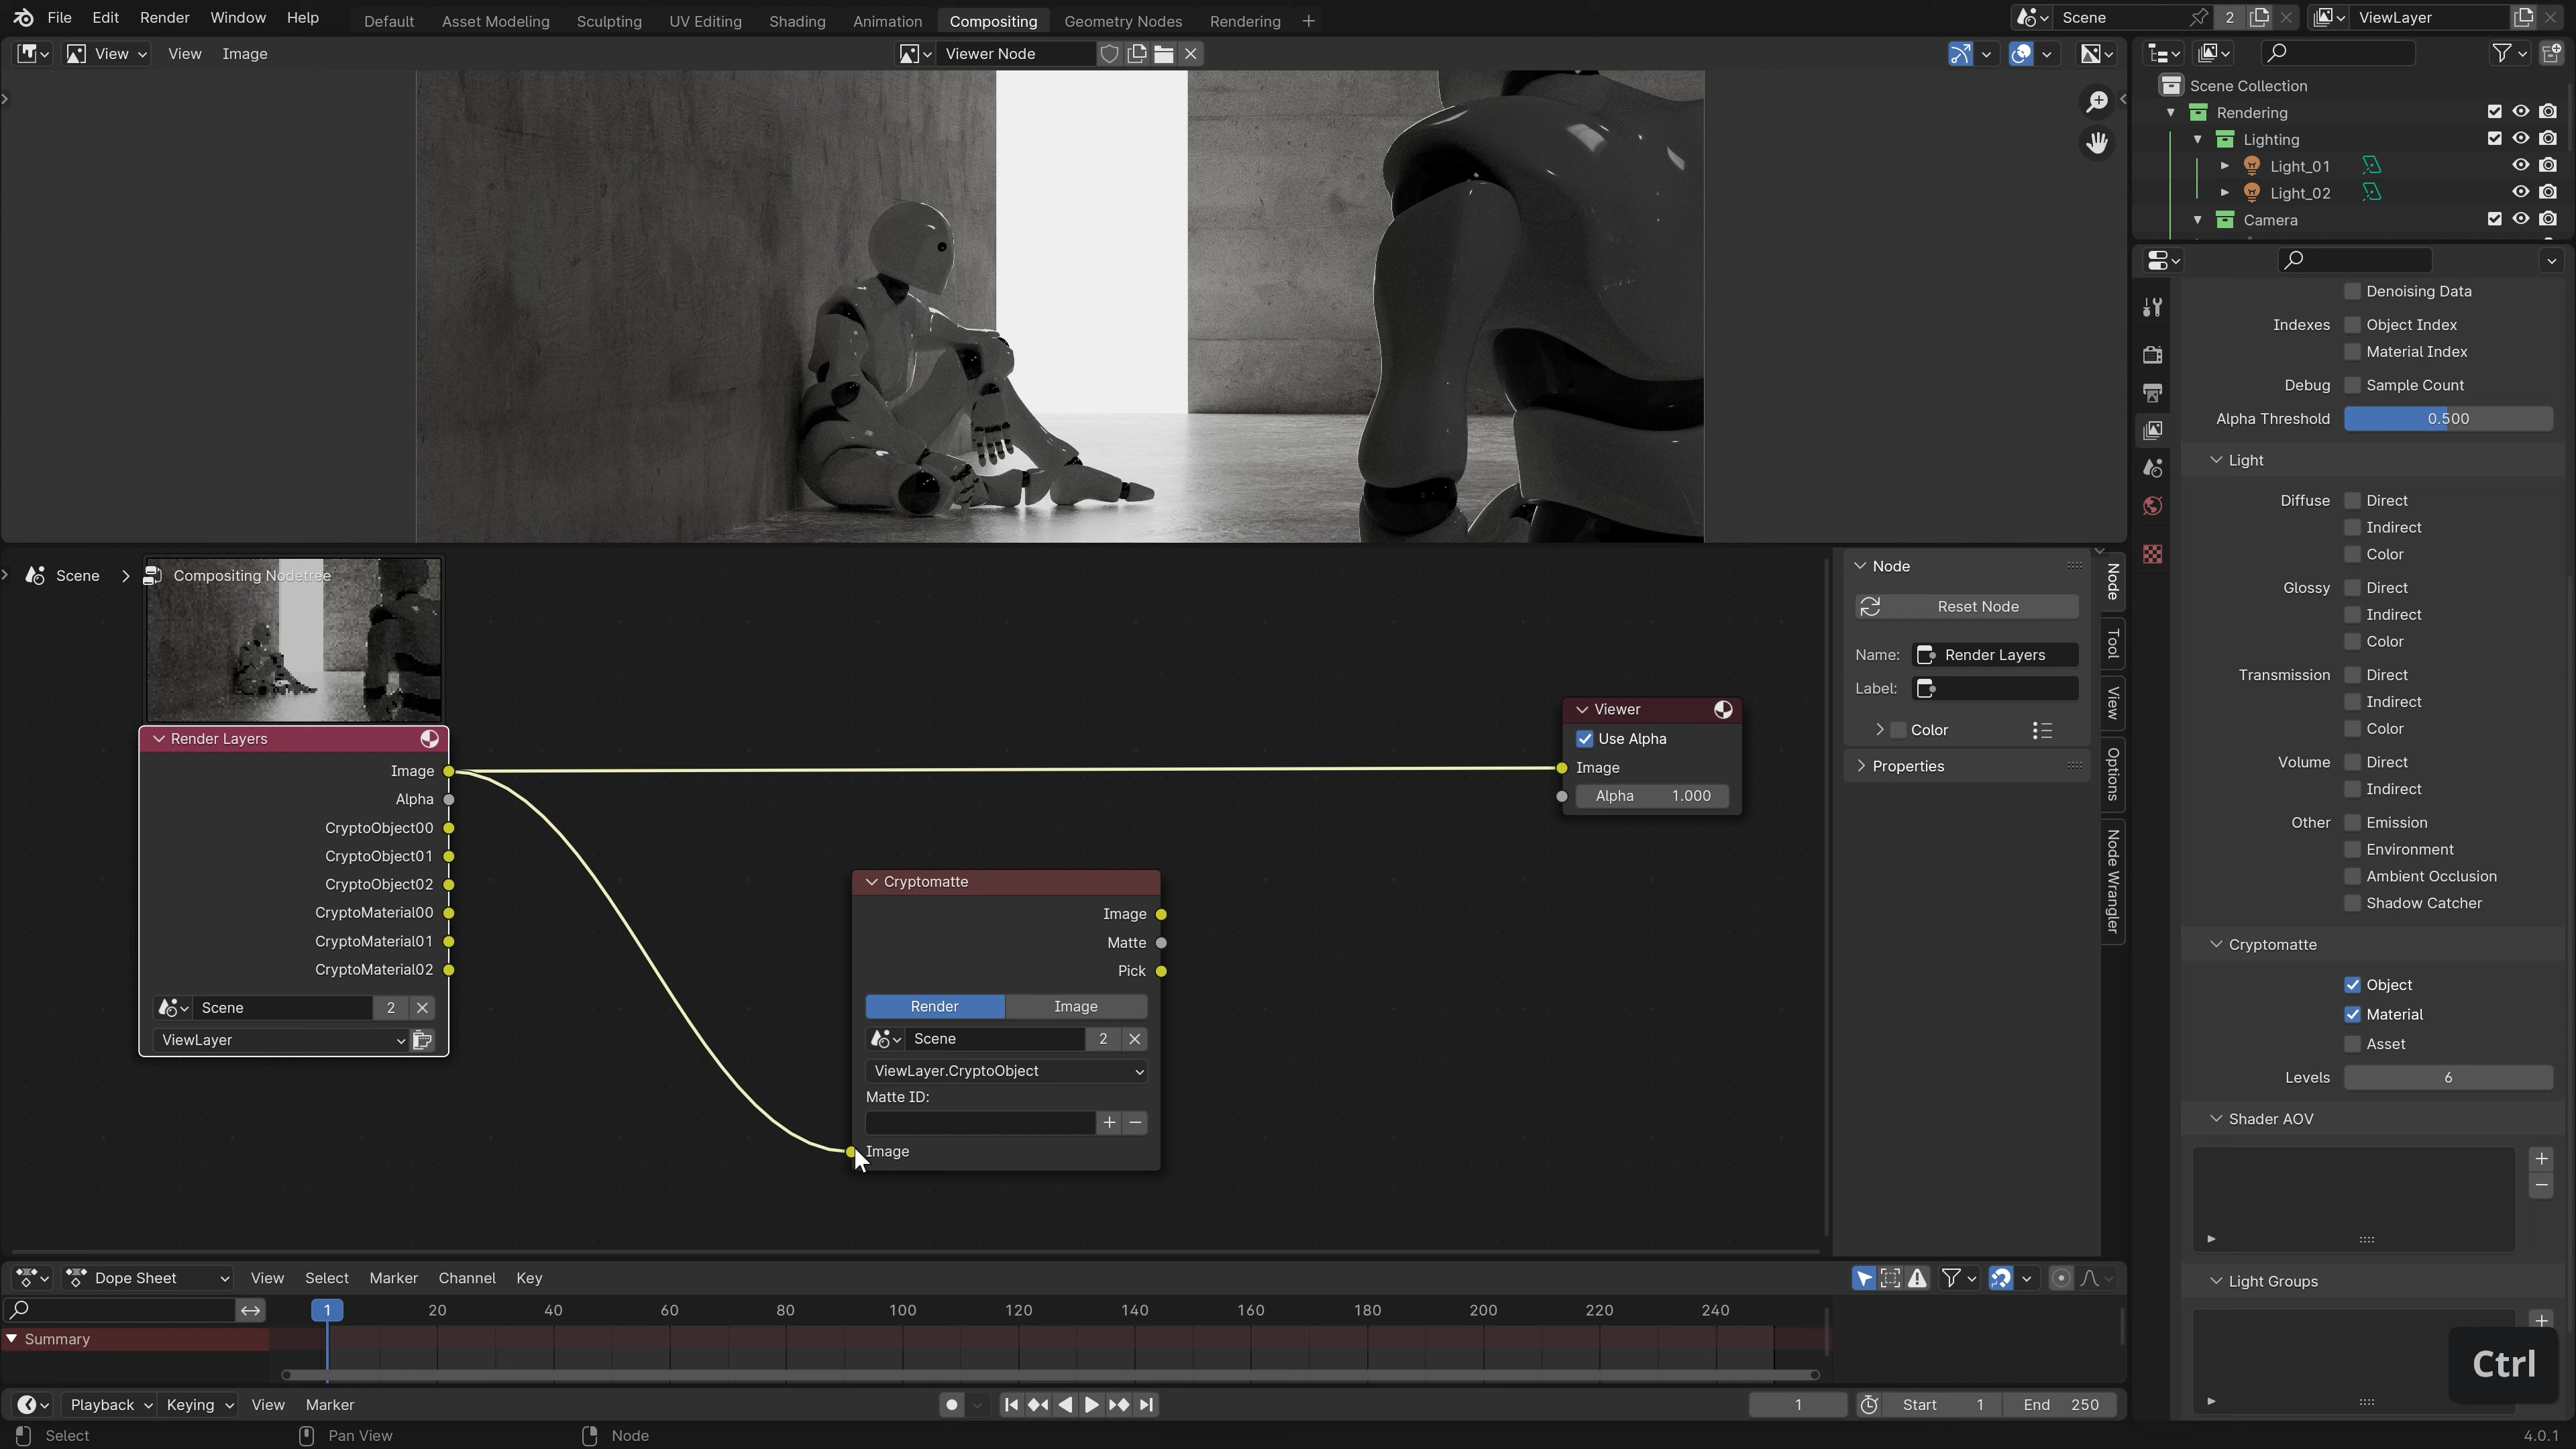 File Edit Render Window Help Default Asset Modeling Sculpting UV Editing Shading Animation Compositing Geometry Nodes Rendering + Scene 2 ViewLayer
View View Image Viewer Node
Scene Collection
Rendering
Lighting
Light_01
Light_02
Camera
Denoising Data
Indexes Object Index
Material Index
Debug Sample Count
Alpha Threshold 0.500
Light
Diffuse Direct
Indirect
Color
Glossy Direct
Indirect
Color
Transmission Direct
Indirect
Color
Volume Direct
Indirect
Other Emission
Environment
Ambient Occlusion
Shadow Catcher
Cryptomatte
Object
Material
Asset
Levels 6
Shader AOV
Light Groups
Scene Compositing Nodetree
Render Layers
Image
Alpha
CryptoObject00
CryptoObject01
CryptoObject02
CryptoMaterial00
CryptoMaterial01
CryptoMaterial02
Scene 2
ViewLayer
Cryptomatte
Image
Matte
Pick
Render Image
Scene 2
ViewLayer.CryptoObject
Matte ID:
Image
Viewer
Use Alpha
Image
Alpha 1.000
Node
Reset Node
Name: Render Layers
Label:
Color
Properties
Node
Tool
View
Options
Node Wrangler
Dope Sheet View Select Marker Channel Key
1 20 40 60 80 100 120 140 160 180 200 220 240
Summary
Playback Keying View Marker 1 Start 1 End 250
Select Pan View Node 4.0.1
Ctrl